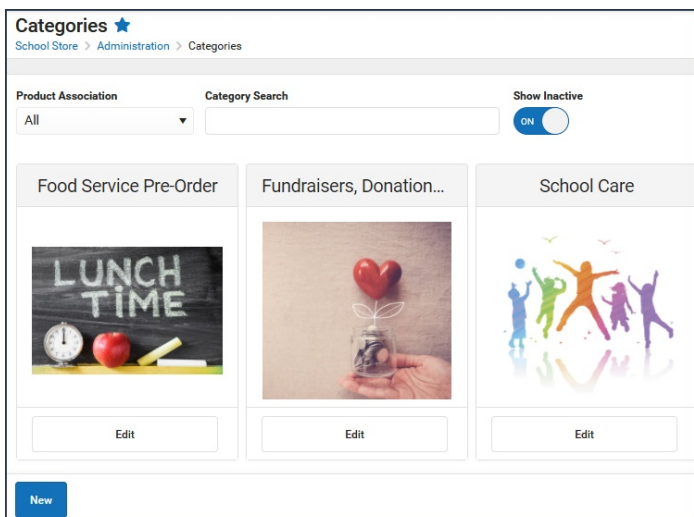 Categories
School Store > Administration > Categories
Product Association
Category Search
Show Inactive
All
ON
Food Service Pre-Order
Fundraisers, Donation...
School Care
LUNCH
TIME
Edit
Edit
Edit
New